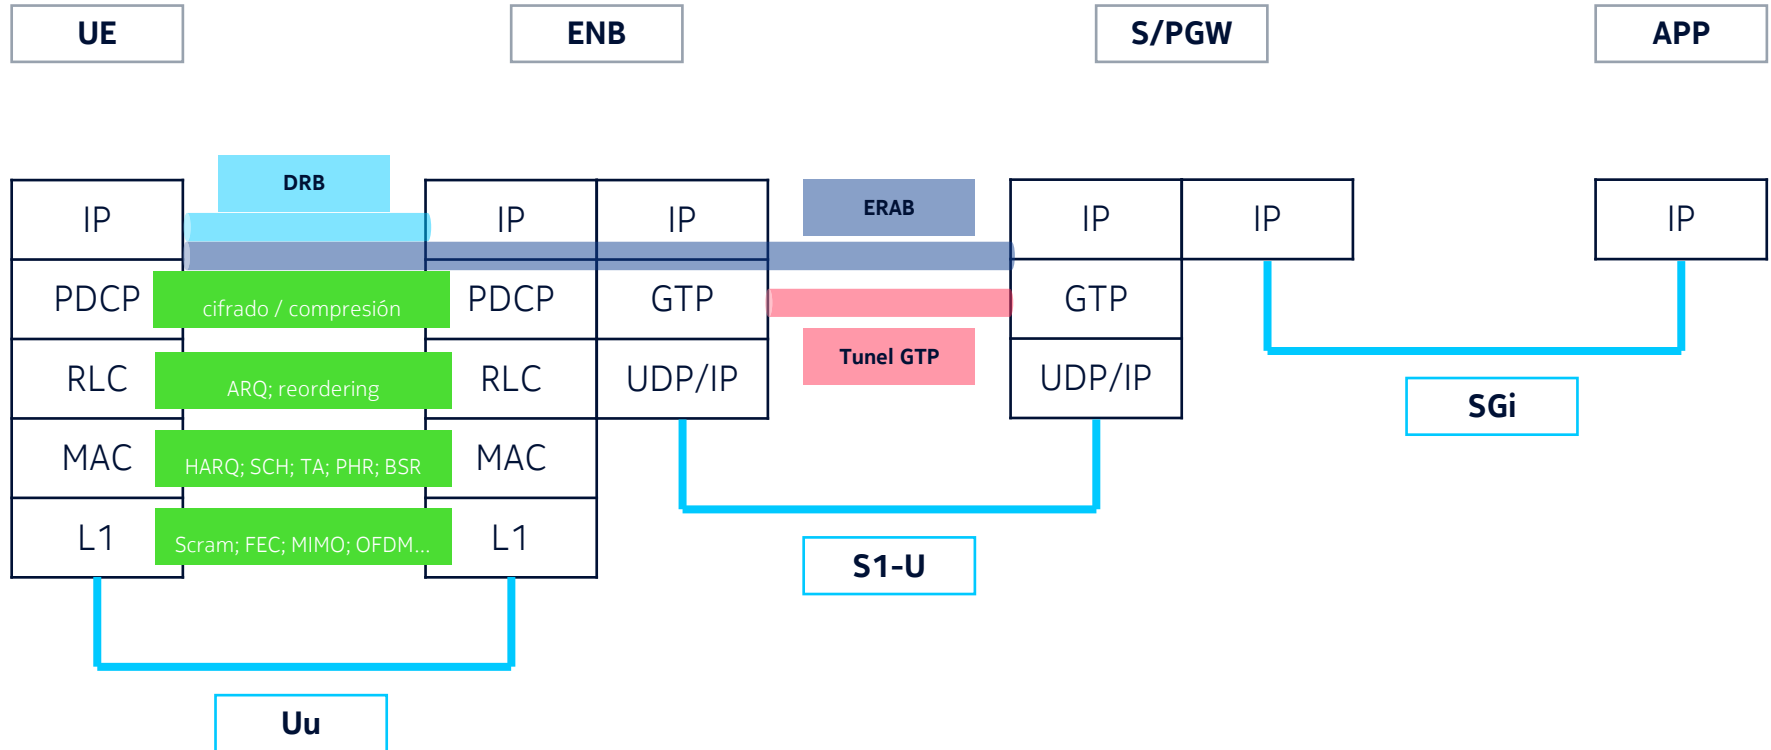 UE
ENB
S/PGW
APP
DRB
ERAB
IP
IP
IP
IP
IP
IP
PDCP
cifrado / compresión
PDCP
GTP
GTP
Tunel GTP
RLC
ARQ; reordering
RLC
UDP/IP
UDP/IP
SGi
MAC
HARQ; SCH; TA; PHR; BSR
MAC
L1
Scram; FEC; MIMO; OFDM...
L1
S1-U
Uu